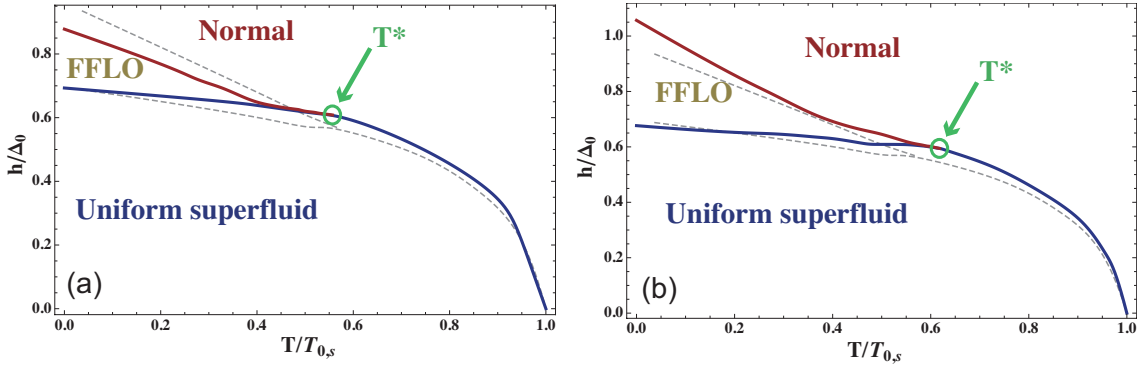 Normal
T*
FFLO
Uniform superfluid
(a)
h/Δ₀
0.8
0.6
0.4
0.2
0.0
0.0 0.2 0.4 0.6 0.8 1.0
T/T₀,ₛ
Normal
T*
FFLO
Uniform superfluid
(b)
h/Δ₀
1.0
0.8
0.6
0.4
0.2
0.0
0.0 0.2 0.4 0.6 0.8 1.0
T/T₀,ₛ